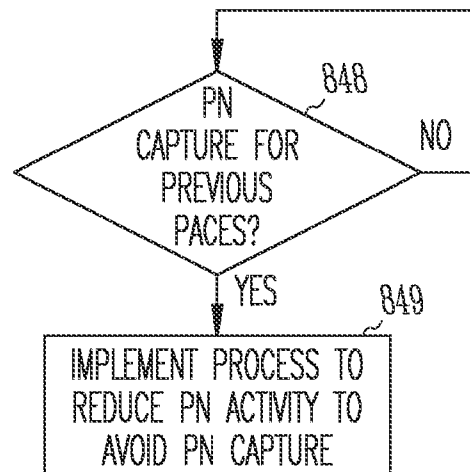 848
PN
CAPTURE FOR
PREVIOUS
PACES?
NO
YES
849
IMPLEMENT PROCESS TO
REDUCE PN ACTIVITY TO
AVOID PN CAPTURE